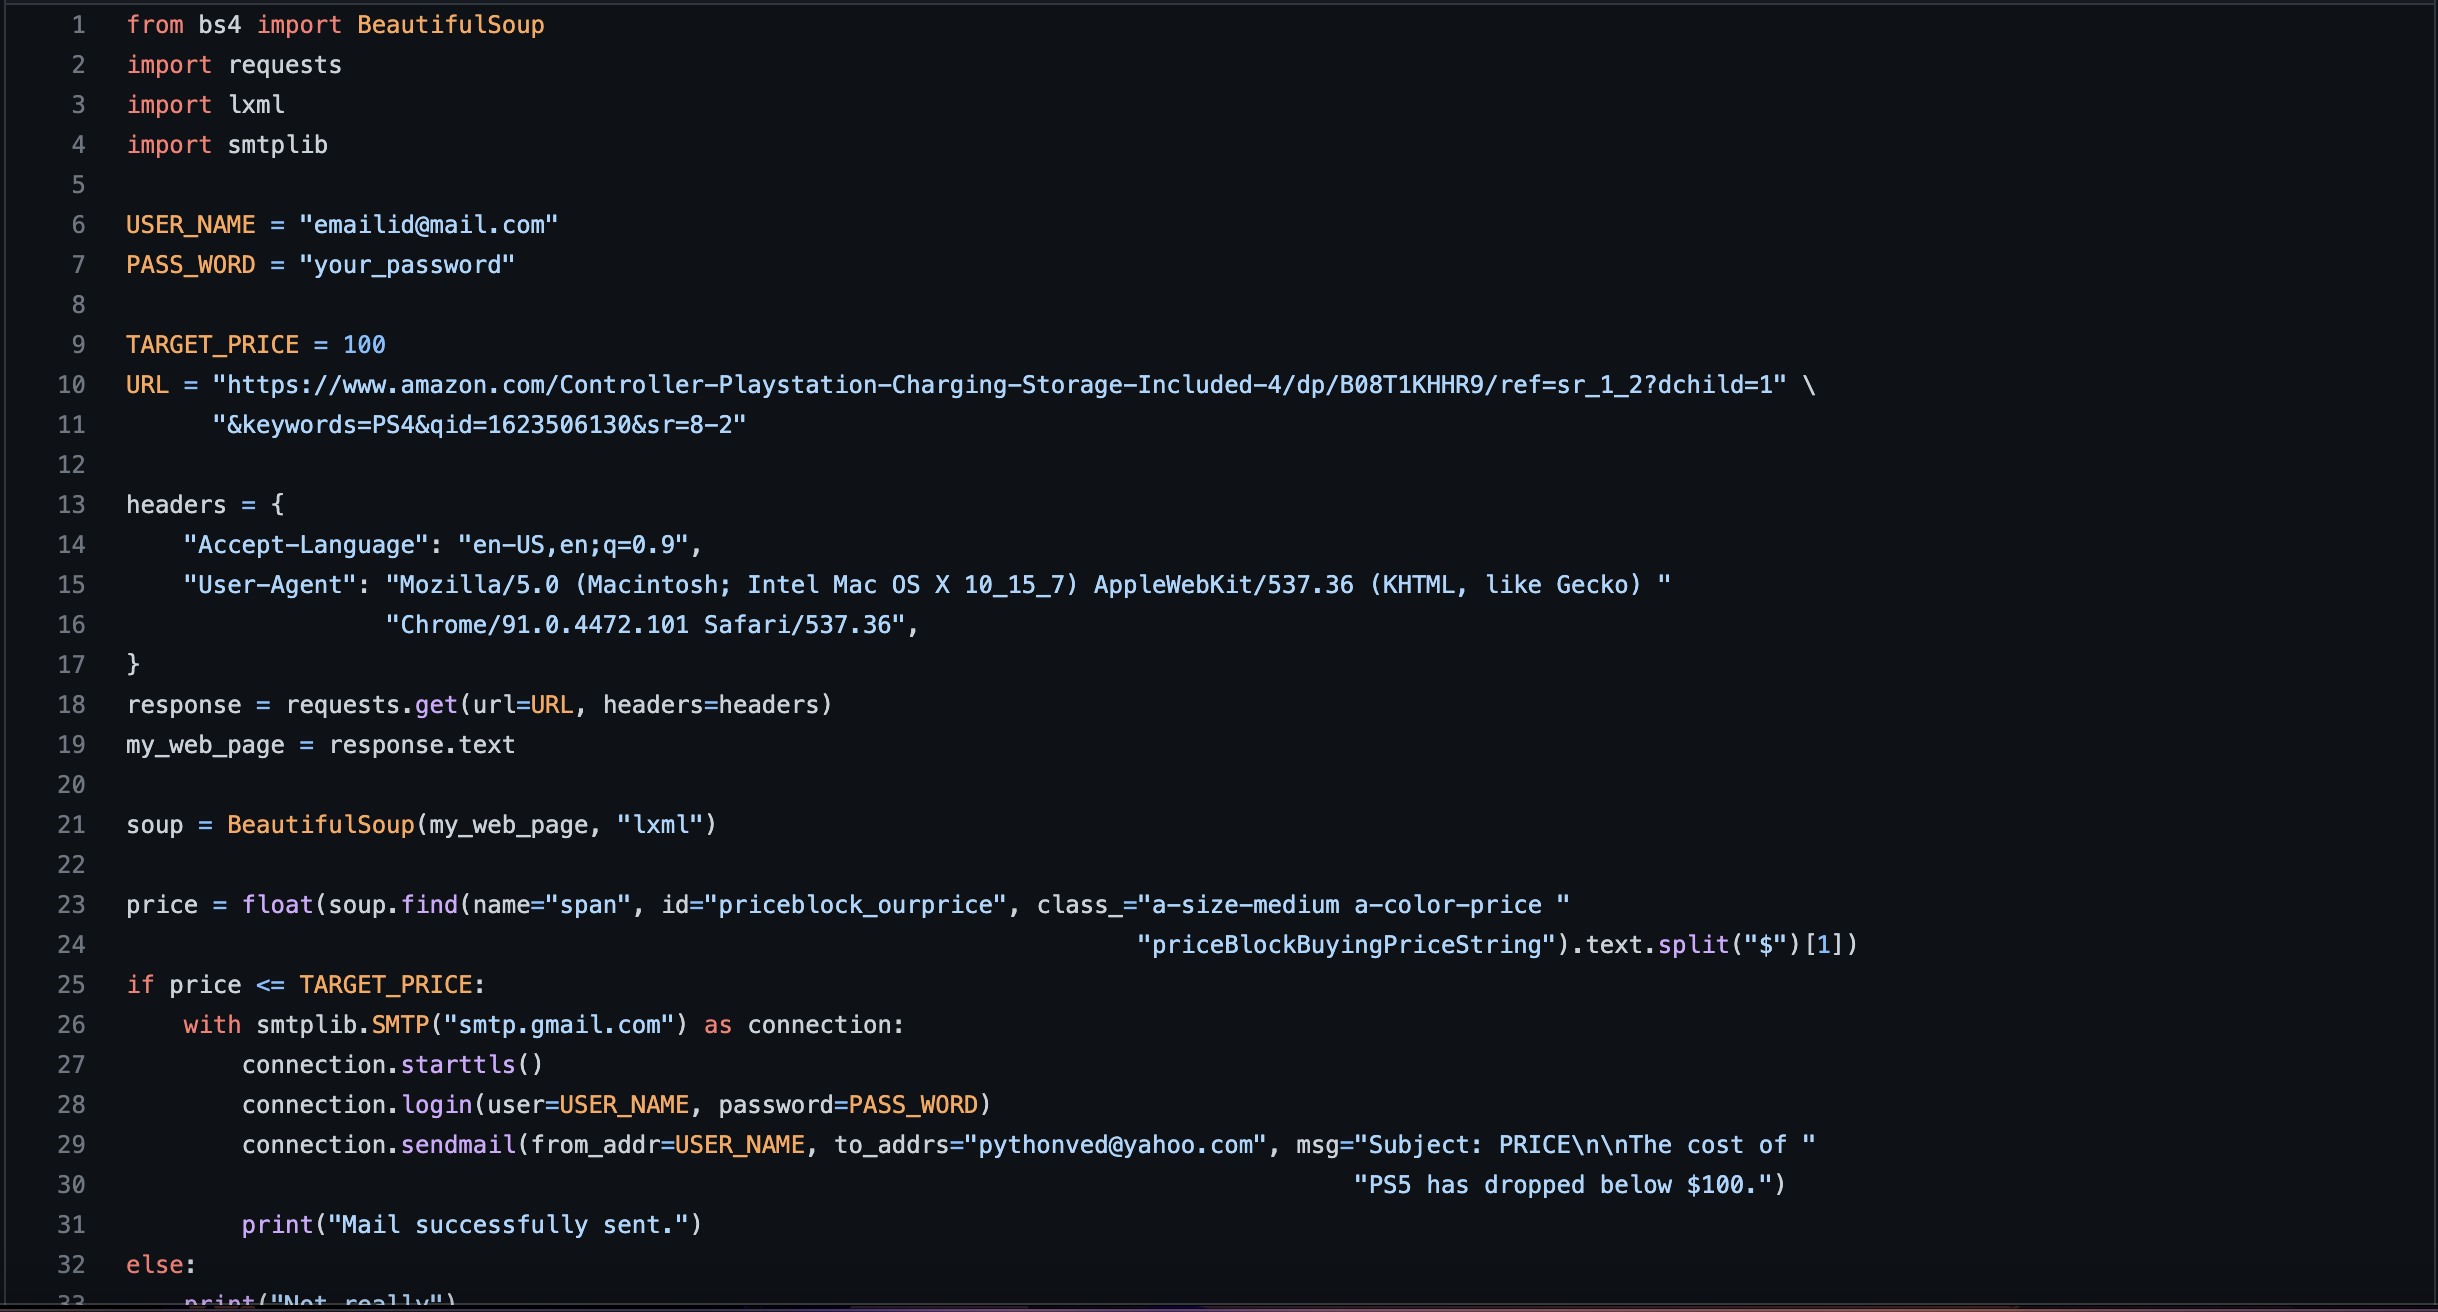 1 from bs4 import BeautifulSoup
2 import requests
3 import lxml
4 import smtplib
5
6 USER_NAME = "emailid@mail.com"
7 PASS_WORD = "your_password"
8
9 TARGET_PRICE = 100
10 URL = "https://www.amazon.com/Controller-Playstation-Charging-Storage-Included-4/dp/B08T1KHHR9/ref=sr_1_2?dchild=1" \
11       "&keywords=PS4&qid=1623506130&sr=8-2"
12
13 headers = {
14     "Accept-Language": "en-US,en;q=0.9",
15     "User-Agent": "Mozilla/5.0 (Macintosh; Intel Mac OS X 10_15_7) AppleWebKit/537.36 (KHTML, like Gecko) "
16                   "Chrome/91.0.4472.101 Safari/537.36",
17 }
18 response = requests.get(url=URL, headers=headers)
19 my_web_page = response.text
20
21 soup = BeautifulSoup(my_web_page, "lxml")
22
23 price = float(soup.find(name="span", id="priceblock_ourprice", class_="a-size-medium a-color-price "
24                                                                       "priceBlockBuyingPriceString").text.split("$")[1])
25 if price <= TARGET_PRICE:
26     with smtplib.SMTP("smtp.gmail.com") as connection:
27         connection.starttls()
28         connection.login(user=USER_NAME, password=PASS_WORD)
29         connection.sendmail(from_addr=USER_NAME, to_addrs="pythonved@yahoo.com", msg="Subject: PRICE\n\nThe cost of "
30                                                                                      "PS5 has dropped below $100.")
31         print("Mail successfully sent.")
32 else:
33     print("Not really")